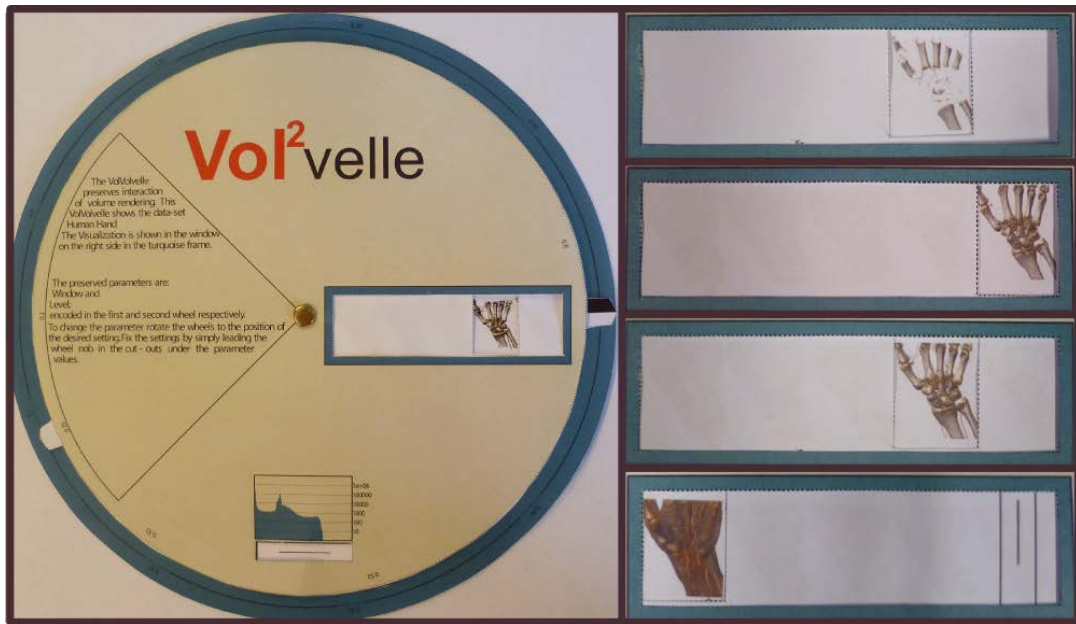 Vol²velle
The VolVolvelle
preserves interaction
of volume rendering. This
VolVolvelle shows the data-set
Human Hand
The Visualization is shown in the window
on the right side in the turquoise frame.
The preserved parameters are:
Window and
Level:
encoded in the first and second wheel respectively.
To change the parameter rotate the wheels to the position of
the desired setting.Fix the settings by simply leading the
wheel nob in the cut - outs under the parameter
values.
1e+06
100000
10000
1000